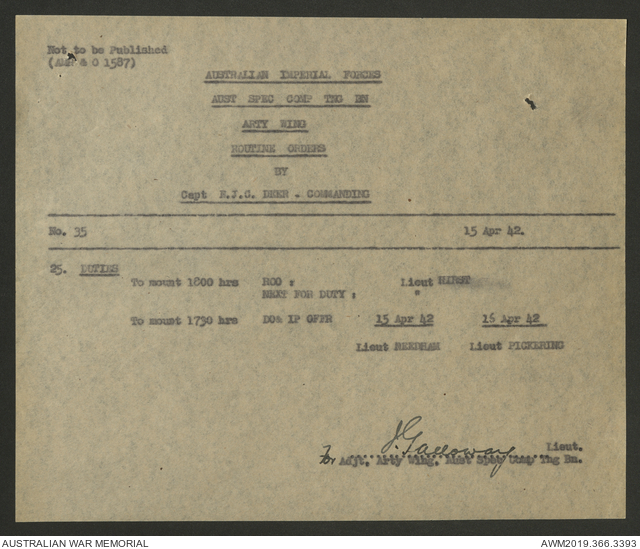 Not to be Published
(AMR & O 1587)
AUSTRALIAN IMPERIAL FORCES
AUST SPEC COMP TNG BN
ARTY WING
ROUTINE ORDERS
BY
Capt R.J.C. DEER - COMMANDING
No. 35 15 Apr 42.
25. DUTIES
To mount 1800 hrs ROO : Lieut HIRST
NEXT FOR DUTY : "
To mount 1730 hrs DO& IP OFFR 15 Apr 42 16 Apr 42
Lieut REEDHAM Lieut PICKERING
J. Galloway Lieut.
For Adjt, Arty Wing, Aust Spec Comp Tng Bn.
AUSTRALIAN WAR MEMORIAL AWM2019.366.3393